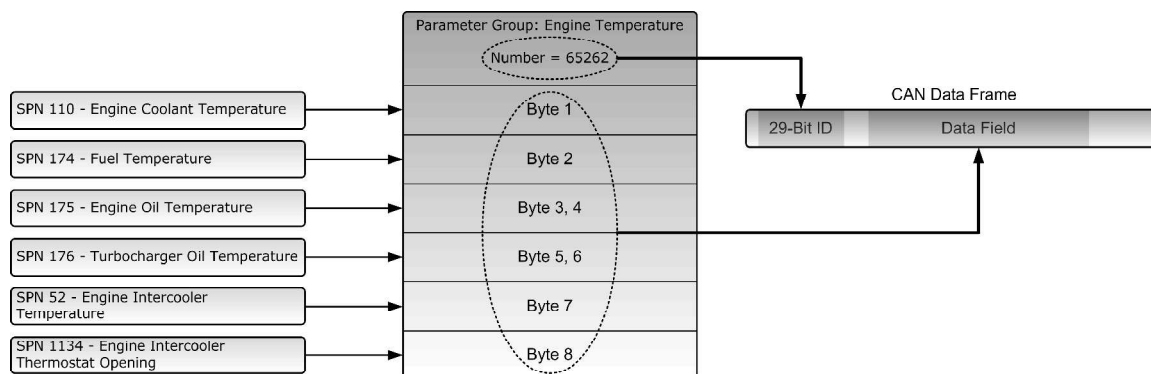 Parameter Group: Engine Temperature
Number = 65262
SPN 110 - Engine Coolant Temperature
Byte 1
SPN 174 - Fuel Temperature
Byte 2
SPN 175 - Engine Oil Temperature
Byte 3, 4
SPN 176 - Turbocharger Oil Temperature
Byte 5, 6
SPN 52 - Engine Intercooler
Temperature
Byte 7
SPN 1134 - Engine Intercooler
Thermostat Opening
Byte 8
CAN Data Frame
29-Bit ID
Data Field